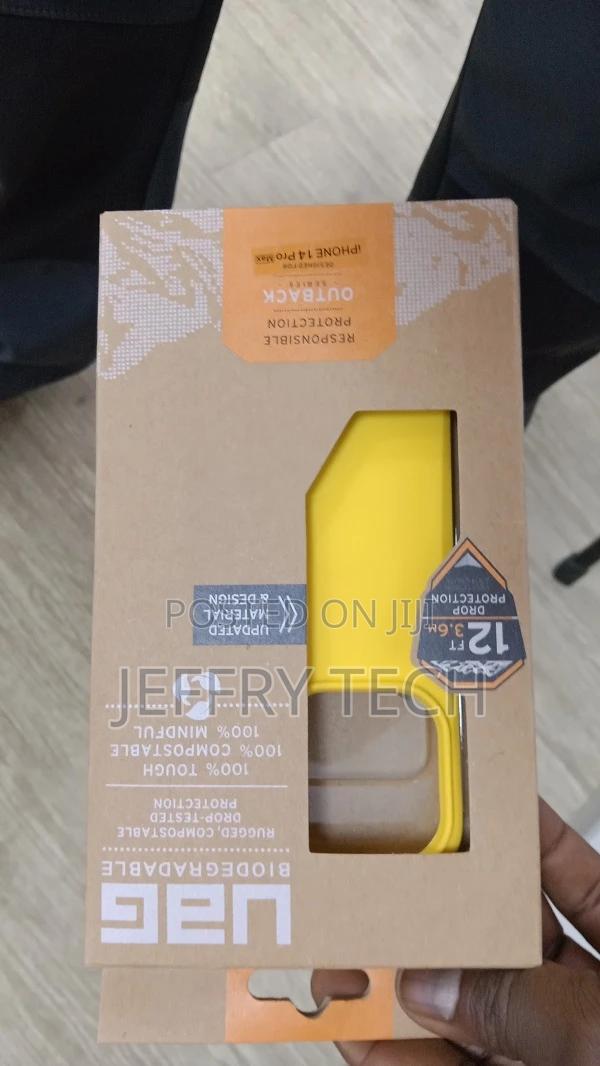 UAG
BIODEGRADABLE
RUGGED, COMPOSTABLE
DROP-TESTED
PROTECTION
100% TOUGH
100% COMPOSTABLE
100% MINDFUL
UPDATED
MATERIAL
& DESIGN
12 FT
3.6 M
DROP
PROTECTION
RESPONSIBLE
PROTECTION
OUTBACK
SERIES
DESIGNED FOR
iPHONE 14 Pro Max
POSTED ON JIJI
JEFFRY TECH